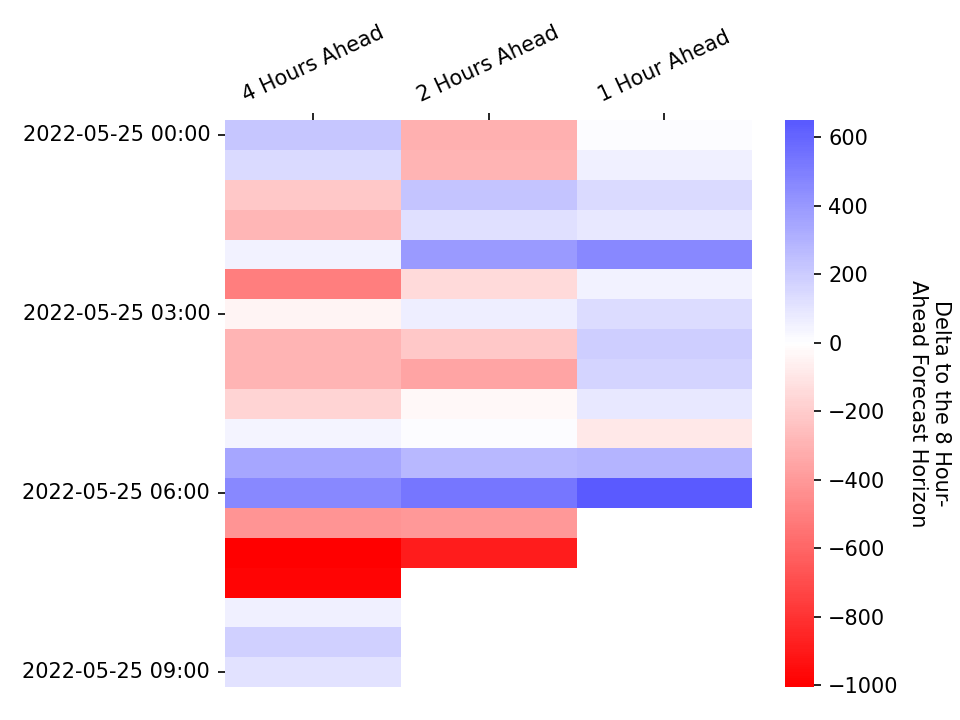 4 Hours Ahead
2 Hours Ahead
1 Hour Ahead
2022-05-25 00:00
2022-05-25 03:00
2022-05-25 06:00
2022-05-25 09:00
600
400
200
0
−200
−400
−600
−800
−1000
Delta to the 8 Hour-
Ahead Forecast Horizon